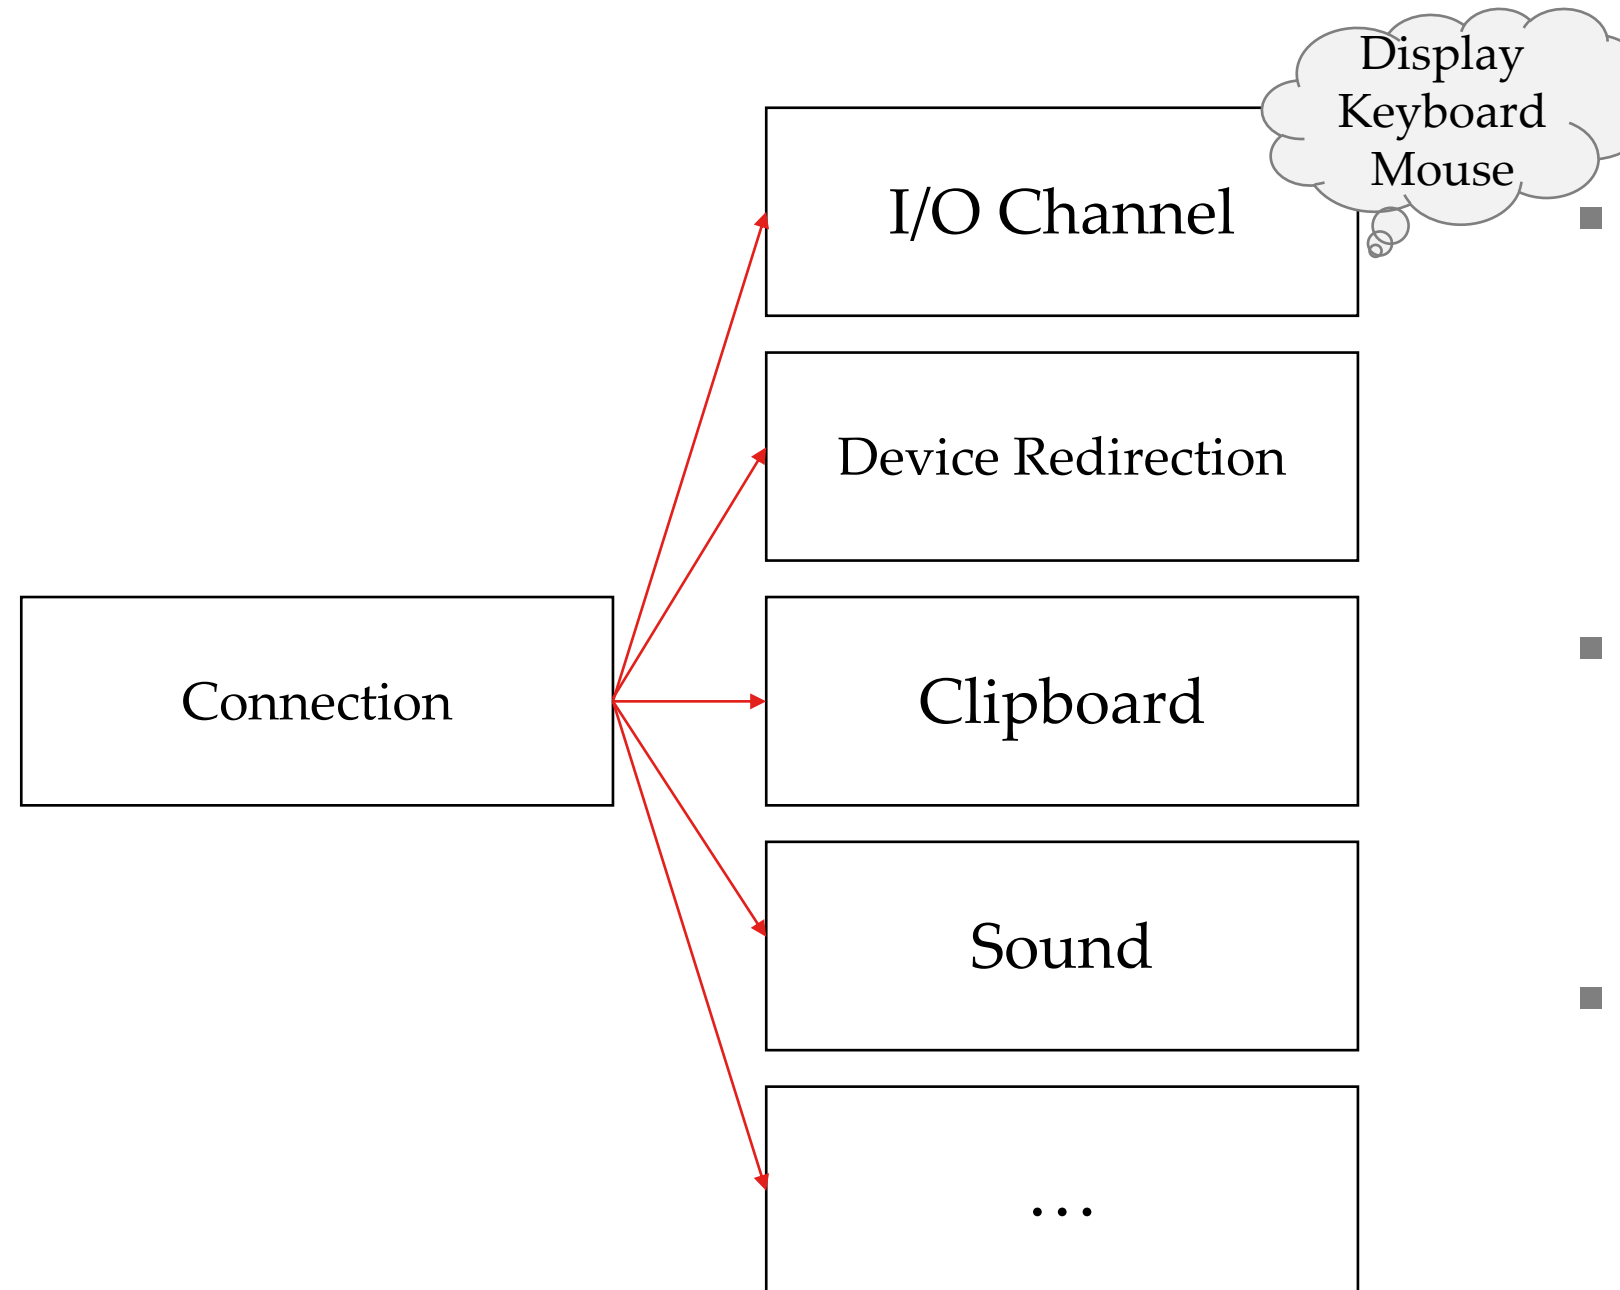 Display
Keyboard
Mouse
I/O Channel
Device Redirection
Connection
Clipboard
Sound
…